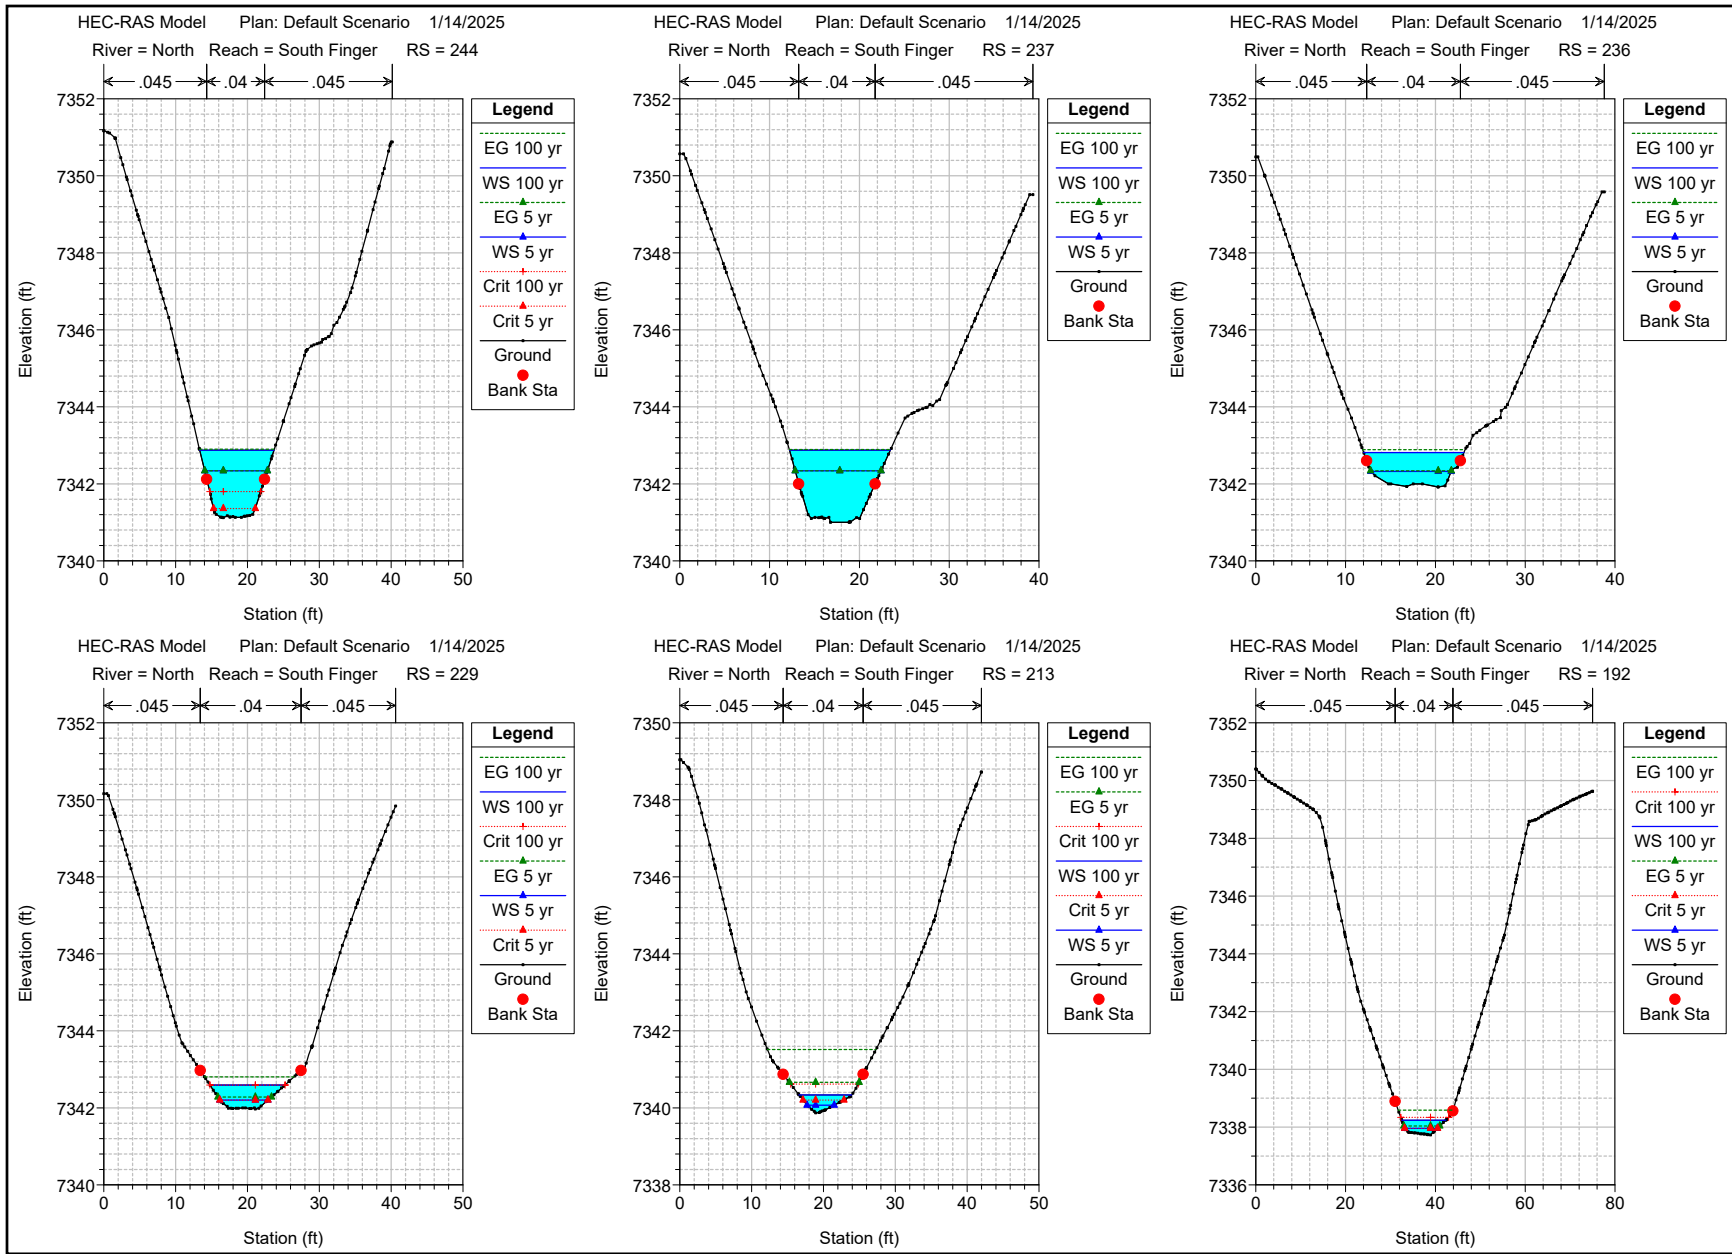 HEC-RAS Model Plan: Default Scenario 1/14/2025
River = North Reach = South Finger RS = 244
.045 .04 .045
7352
7350
7348
7346
7344
7342
7340
Elevation (ft)
0 10 20 30 40 50
Station (ft)
Legend
EG 100 yr
WS 100 yr
EG 5 yr
WS 5 yr
Crit 100 yr
Crit 5 yr
Ground
Bank Sta
HEC-RAS Model Plan: Default Scenario 1/14/2025
River = North Reach = South Finger RS = 237
.045 .04 .045
7352
7350
7348
7346
7344
7342
7340
Elevation (ft)
0 10 20 30 40
Station (ft)
Legend
EG 100 yr
WS 100 yr
EG 5 yr
WS 5 yr
Ground
Bank Sta
HEC-RAS Model Plan: Default Scenario 1/14/2025
River = North Reach = South Finger RS = 236
.045 .04 .045
7352
7350
7348
7346
7344
7342
7340
Elevation (ft)
0 10 20 30 40
Station (ft)
Legend
EG 100 yr
WS 100 yr
EG 5 yr
WS 5 yr
Ground
Bank Sta
HEC-RAS Model Plan: Default Scenario 1/14/2025
River = North Reach = South Finger RS = 229
.045 .04 .045
7352
7350
7348
7346
7344
7342
7340
Elevation (ft)
0 10 20 30 40 50
Station (ft)
Legend
EG 100 yr
WS 100 yr
Crit 100 yr
EG 5 yr
WS 5 yr
Crit 5 yr
Ground
Bank Sta
HEC-RAS Model Plan: Default Scenario 1/14/2025
River = North Reach = South Finger RS = 213
.045 .04 .045
7350
7348
7346
7344
7342
7340
7338
Elevation (ft)
0 10 20 30 40 50
Station (ft)
Legend
EG 100 yr
EG 5 yr
Crit 100 yr
WS 100 yr
Crit 5 yr
WS 5 yr
Ground
Bank Sta
HEC-RAS Model Plan: Default Scenario 1/14/2025
River = North Reach = South Finger RS = 192
.045 .04 .045
7352
7350
7348
7346
7344
7342
7340
7338
7336
Elevation (ft)
0 20 40 60 80
Station (ft)
Legend
EG 100 yr
Crit 100 yr
WS 100 yr
EG 5 yr
Crit 5 yr
WS 5 yr
Ground
Bank Sta